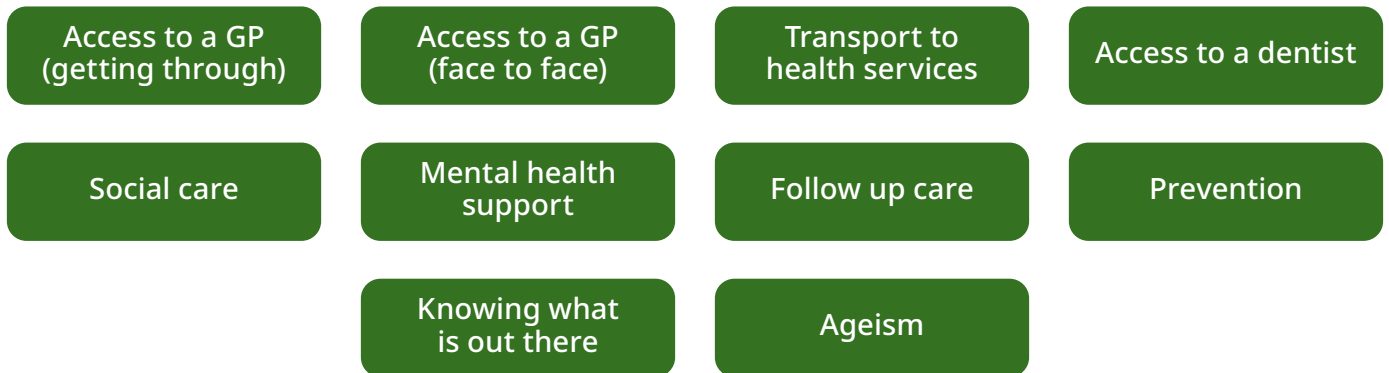 Access to a GP
(getting through)
Access to a GP
(face to face)
Transport to
health services
Access to a dentist
Social care
Mental health
support
Follow up care
Prevention
Knowing what
is out there
Ageism